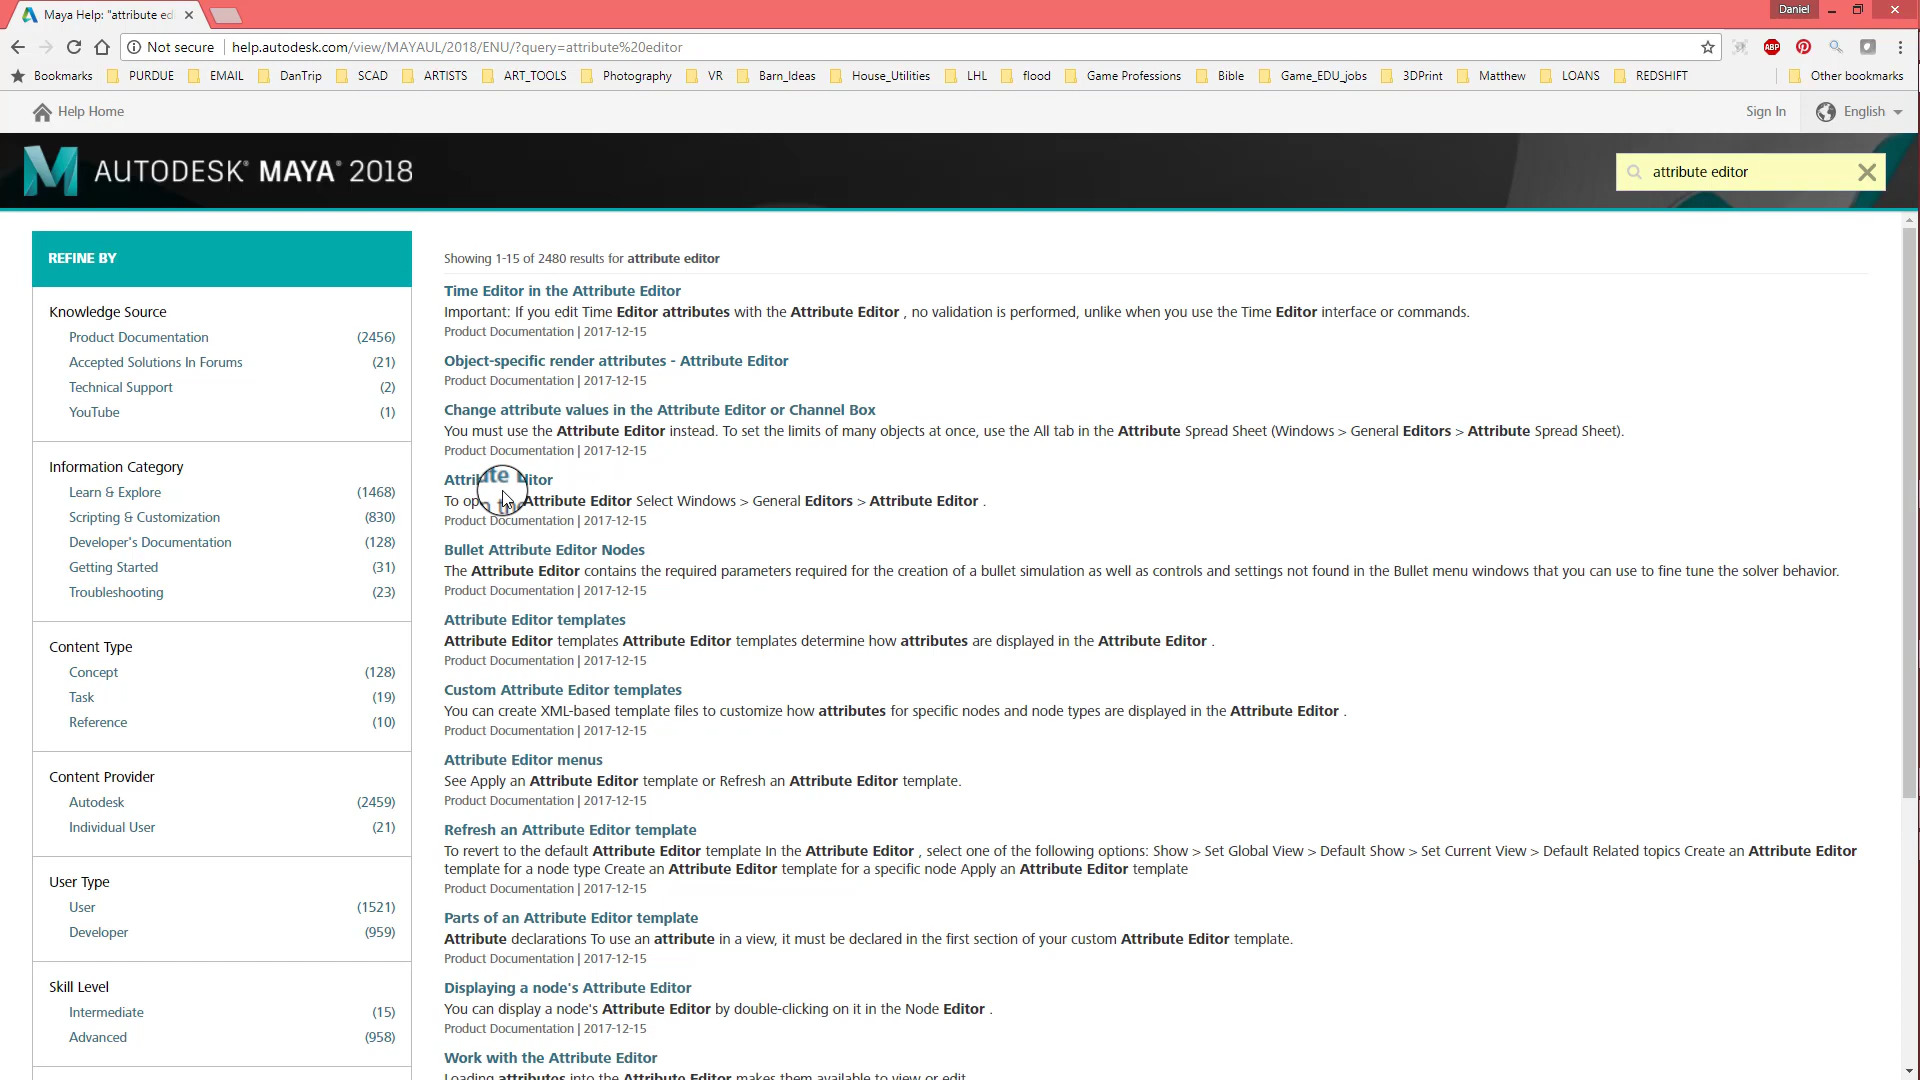 Maya Help: "attribute ed
Daniel
Not secure
help.autodesk.com/view/MAYAUL/2018/ENU/?query=attribute%20editor
ABP
Bookmarks PURDUE EMAIL DanTrip SCAD ARTISTS ART_TOOLS Photography VR Barn_Ideas House_Utilities LHL flood Game Professions Bible Game_EDU_jobs 3DPrint Matthew LOANS REDSHIFT Other bookmarks
Help Home
Sign In
English
AUTODESK® MAYA® 2018
attribute editor
REFINE BY
Knowledge Source
Product Documentation (2456)
Accepted Solutions In Forums (21)
Technical Support (2)
YouTube (1)
Information Category
Learn & Explore (1468)
Scripting & Customization (830)
Developer's Documentation (128)
Getting Started (31)
Troubleshooting (23)
Content Type
Concept (128)
Task (19)
Reference (10)
Content Provider
Autodesk (2459)
Individual User (21)
User Type
User (1521)
Developer (959)
Skill Level
Intermediate (15)
Advanced (958)
Showing 1-15 of 2480 results for attribute editor
Time Editor in the Attribute Editor
Important: If you edit Time Editor attributes with the Attribute Editor , no validation is performed, unlike when you use the Time Editor interface or commands.
Product Documentation | 2017-12-15
Object-specific render attributes - Attribute Editor
Product Documentation | 2017-12-15
Change attribute values in the Attribute Editor or Channel Box
You must use the Attribute Editor instead. To set the limits of many objects at once, use the All tab in the Attribute Spread Sheet (Windows > General Editors > Attribute Spread Sheet).
Product Documentation | 2017-12-15
Attribute Editor
To op the Attribute Editor Select Windows > General Editors > Attribute Editor .
Product Documentation | 2017-12-15
Bullet Attribute Editor Nodes
The Attribute Editor contains the required parameters required for the creation of a bullet simulation as well as controls and settings not found in the Bullet menu windows that you can use to fine tune the solver behavior.
Product Documentation | 2017-12-15
Attribute Editor templates
Attribute Editor templates Attribute Editor templates determine how attributes are displayed in the Attribute Editor .
Product Documentation | 2017-12-15
Custom Attribute Editor templates
You can create XML-based template files to customize how attributes for specific nodes and node types are displayed in the Attribute Editor .
Product Documentation | 2017-12-15
Attribute Editor menus
See Apply an Attribute Editor template or Refresh an Attribute Editor template.
Product Documentation | 2017-12-15
Refresh an Attribute Editor template
To revert to the default Attribute Editor template In the Attribute Editor , select one of the following options: Show > Set Global View > Default Show > Set Current View > Default Related topics Create an Attribute Editor
template for a node type Create an Attribute Editor template for a specific node Apply an Attribute Editor template
Product Documentation | 2017-12-15
Parts of an Attribute Editor template
Attribute declarations To use an attribute in a view, it must be declared in the first section of your custom Attribute Editor template.
Product Documentation | 2017-12-15
Displaying a node's Attribute Editor
You can display a node's Attribute Editor by double-clicking on it in the Node Editor .
Product Documentation | 2017-12-15
Work with the Attribute Editor
Loading attributes into the Attribute Editor makes them available to view or edit.